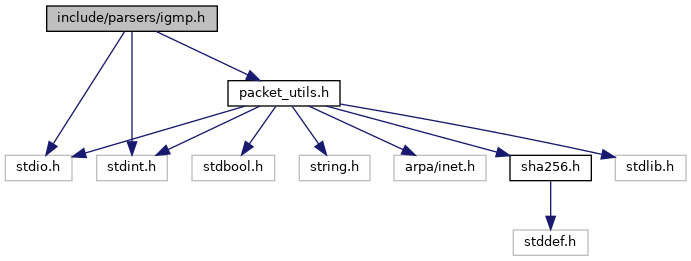 include/parsers/igmp.h
packet_utils.h
stdio.h
stdint.h
stdbool.h
string.h
arpa/inet.h
sha256.h
stdlib.h
stddef.h